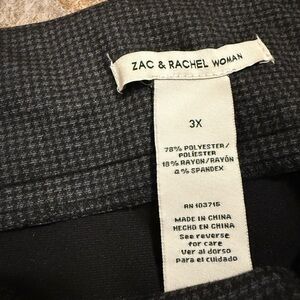 ZAC & RACHEL WOMAN
3X
78% POLYESTER/
POLIÉSTER
18% RAYON/RAYÓN
4% SPANDEX
RN 103716
MADE IN CHINA
HECHO EN CHINA
See reverse
for care
Ver al dorso
para el cuidado